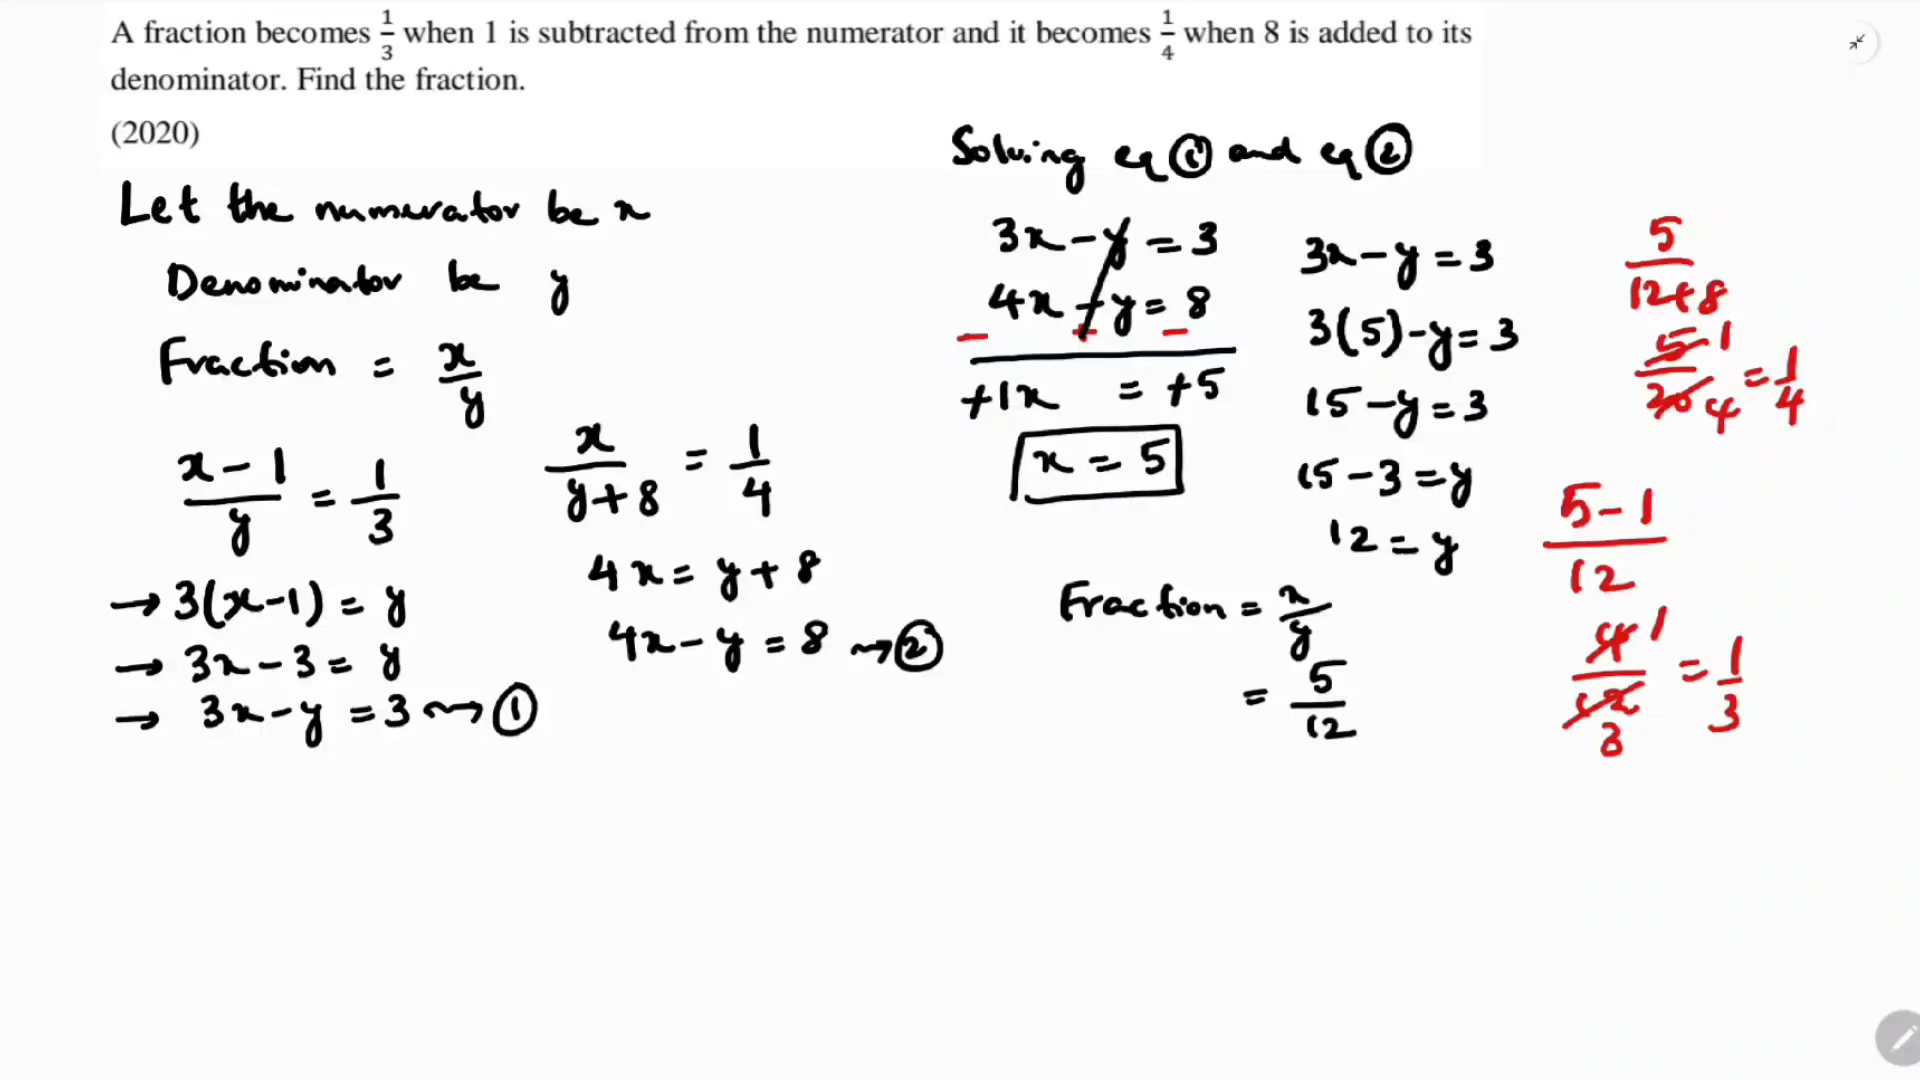 A fraction becomes 1/3 when 1 is subtracted from the numerator and it becomes 1/4 when 8 is added to its
denominator. Find the fraction.
(2020)
Let the numerator be x
Denominator be y
Fraction = x/y
(x-1)/y = 1/3
→ 3(x-1) = y
→ 3x-3 = y
→ 3x-y = 3 → ①
x/(y+8) = 1/4
4x = y+8
4x-y = 8 → ②
Solving eq ① and eq ②
3x-y = 3
4x-y = 8
- + -
+1x = +5
x = 5
3x-y = 3
3(5)-y = 3
15-y = 3
15-3 = y
12 = y
Fraction = x/y
= 5/12
5/(12+8)
5/20 1 4 = 1/4
(5-1)/12
4/12 1 3 = 1/3